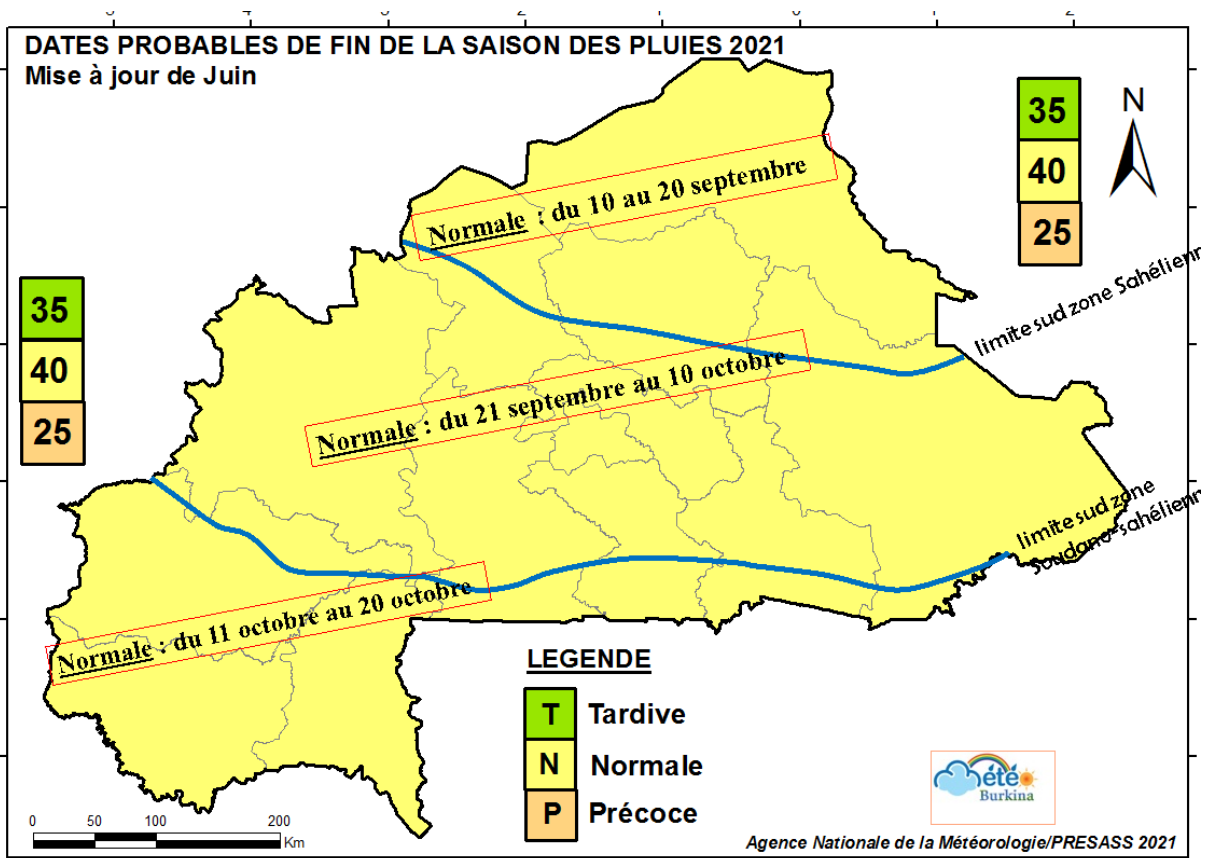 DATES PROBABLES DE FIN DE LA SAISON DES PLUIES 2021
Mise à jour de Juin
35
40
25
N
Normale : du 10 au 20 septembre
limite sud zone Sahélienn
35
40
25
Normale : du 21 septembre au 10 octobre
limite sud zone
Soudano-sahélienn
Normale : du 11 octobre au 20 octobre
LEGENDE
T Tardive
N Normale
P Précoce
0 50 100 200
Km
Météo
Burkina
Agence Nationale de la Météorologie/PRESASS 2021